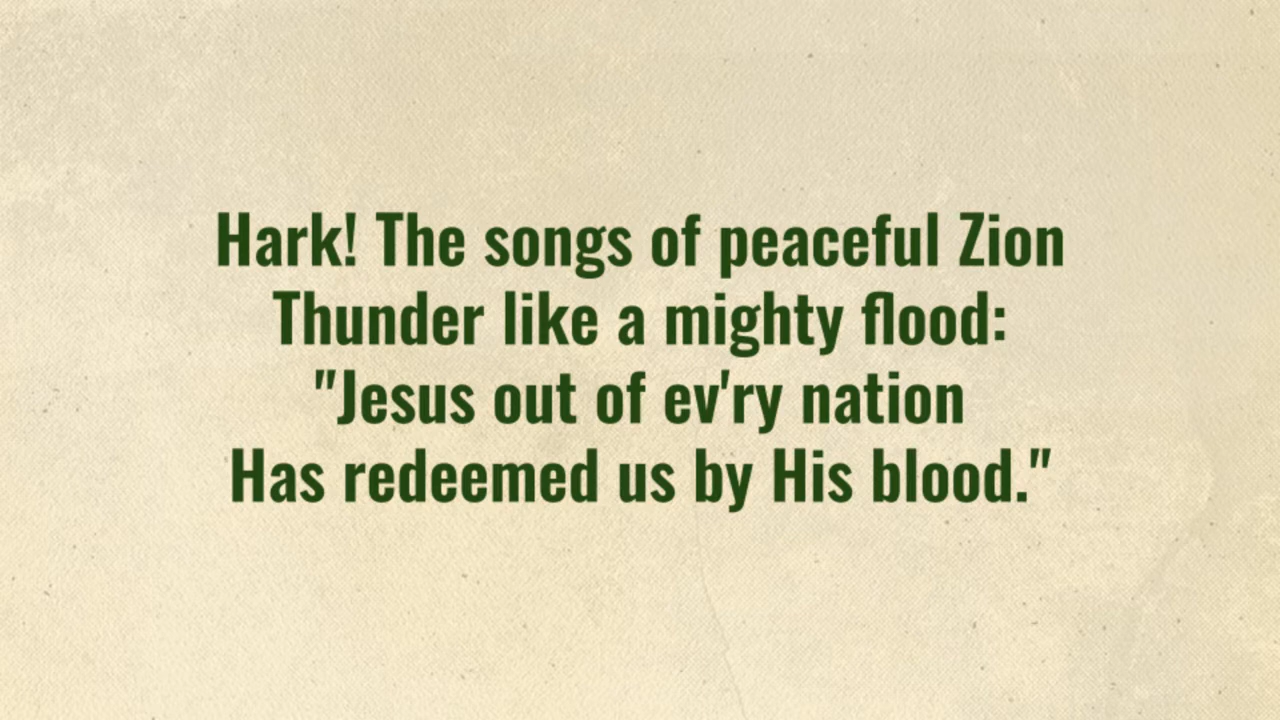 Hark! The songs of peaceful Zion
Thunder like a mighty flood:
"Jesus out of ev'ry nation
Has redeemed us by His blood."